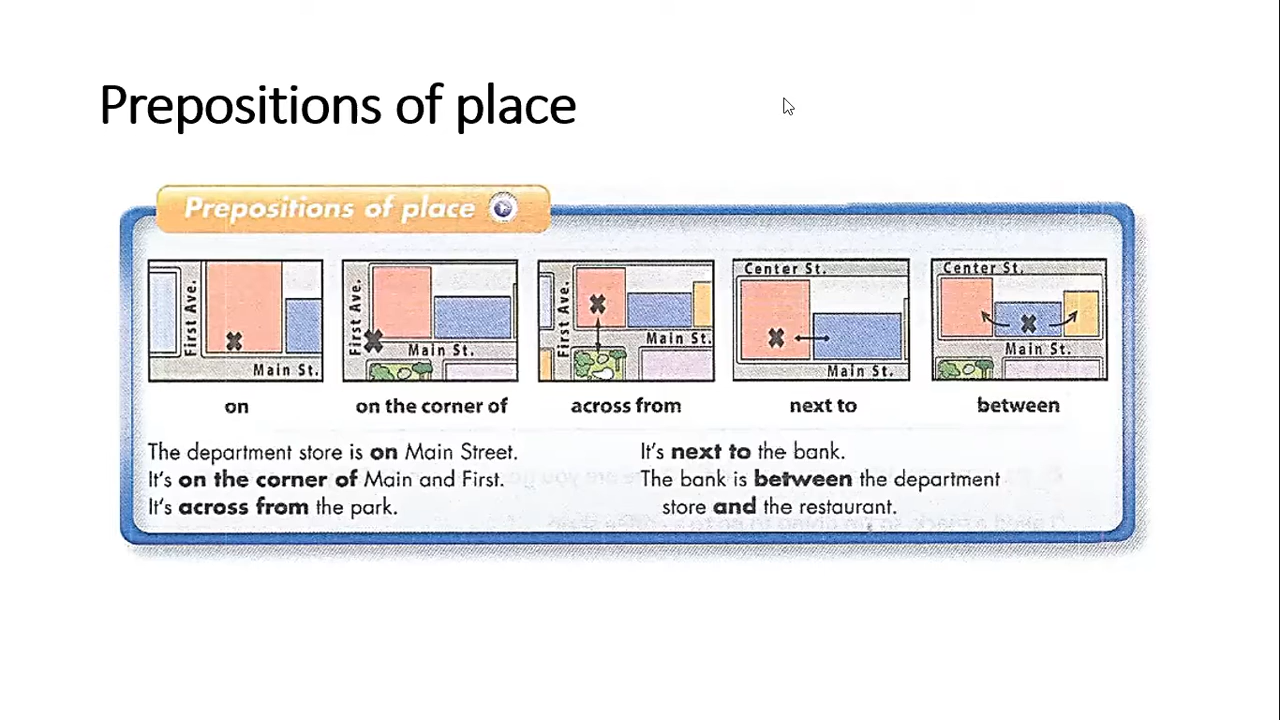 Prepositions of place
Prepositions of place
First Ave.
Main St.
on
First Ave.
Main St.
on the corner of
First Ave.
Main St.
across from
Center St.
Main St.
next to
Center St.
Main St.
between
The department store is on Main Street.
It's on the corner of Main and First.
It's across from the park.
It's next to the bank.
The bank is between the department
store and the restaurant.